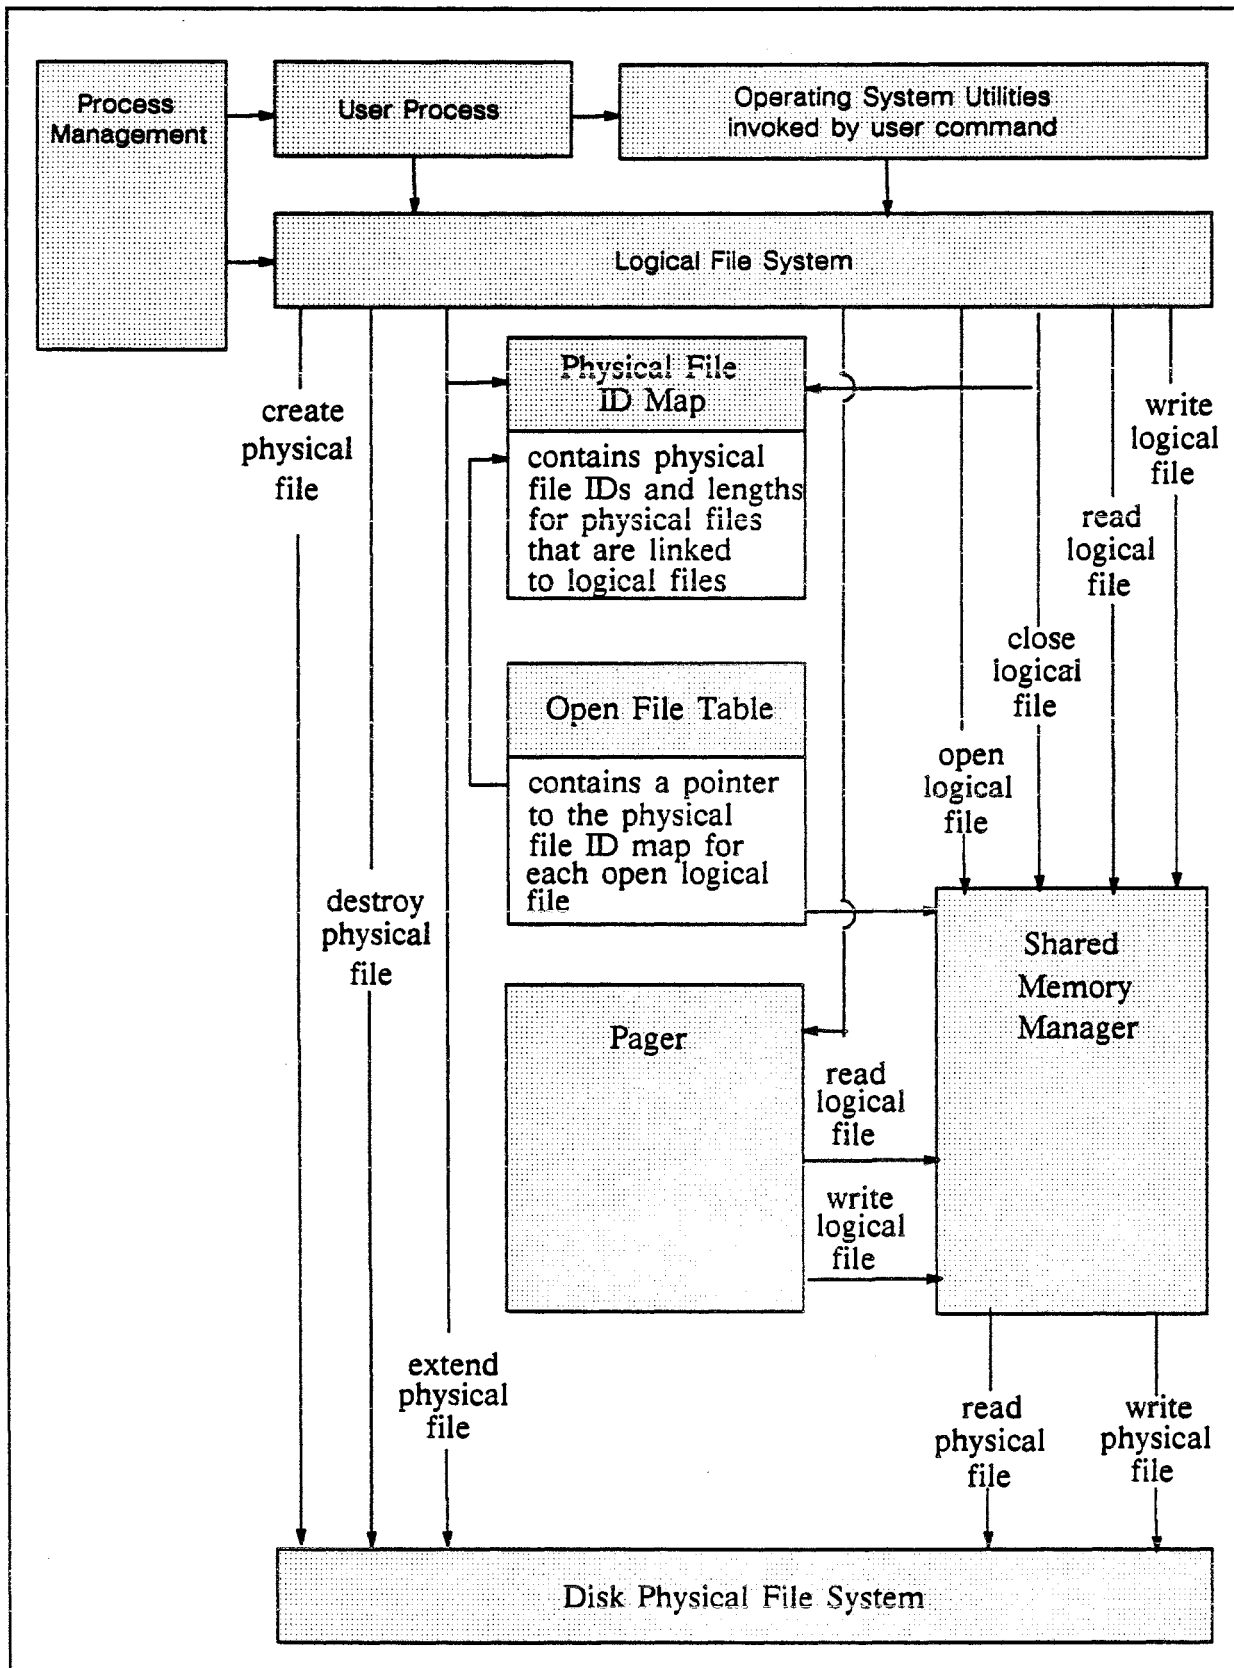 Process
Management
User Process
Operating System Utilities
invoked by user command
Logical File System
Physical File
ID Map
contains physical
file IDs and lengths
for physical files
that are linked
to logical files
create
physical
file
write
logical
file
read
logical
file
close
logical
file
open
logical
file
Open File Table
contains a pointer
to the physical
file ID map for
each open logical
file
destroy
physical
file
Shared
Memory
Manager
Pager
read
logical
file
write
logical
file
extend
physical
file
read
physical
file
write
physical
file
Disk Physical File System